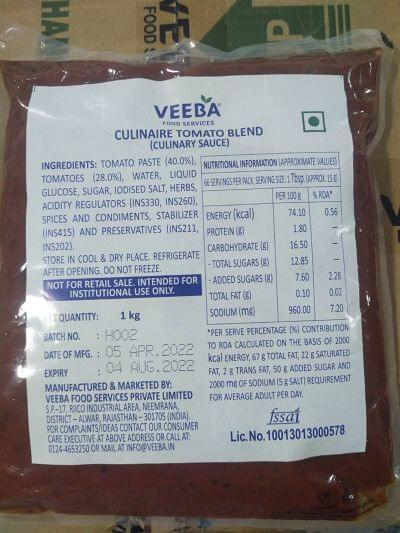 VEEBA
FOOD SERVICES
CULINAIRE TOMATO BLEND
(CULINARY SAUCE)
INGREDIENTS: TOMATO PASTE (40.0%),
TOMATOES (28.0%), WATER, LIQUID
GLUCOSE, SUGAR, IODISED SALT, HERBS,
ACIDITY REGULATORS (INS330, INS260),
SPICES AND CONDIMENTS, STABILIZER
(INS415) AND PRESERVATIVES (INS211,
INS202).
STORE IN COOL & DRY PLACE. REFRIGERATE
AFTER OPENING. DO NOT FREEZE.
NOT FOR RETAIL SALE. INTENDED FOR
INSTITUTIONAL USE ONLY.
NUTRITIONAL INFORMATION (APPROXIMATE VALUES)
66 SERVINGS PER PACK, SERVING SIZE: 1 Tbsp. (APPROX. 15 g)
PER 100 g % RDA*
ENERGY (kcal) 74.10 0.56
PROTEIN (g) 1.80 –
CARBOHYDRATE (g) 16.50 –
- TOTAL SUGARS (g) 12.85 –
- ADDED SUGARS (g) 7.60 2.28
TOTAL FAT (g) 0.10 0.02
SODIUM (mg) 960.00 7.20
*PER SERVE PERCENTAGE (%) CONTRIBUTION
TO RDA CALCULATED ON THE BASIS OF 2000
kcal ENERGY, 67 g TOTAL FAT, 22 g SATURATED
FAT, 2 g TRANS FAT, 50 g ADDED SUGAR AND
2000 mg OF SODIUM (5 g SALT) REQUIREMENT
FOR AVERAGE ADULT PER DAY.
fssai
Lic.No.10013013000578
NET QUANTITY: 1 kg
BATCH NO. : H002
DATE OF MFG. : 05 APR.2022
EXPIRY : 04 AUG.2022
MANUFACTURED & MARKETED BY:
VEEBA FOOD SERVICES PRIVATE LIMITED
S.P.–17, RIICO INDUSTRIAL AREA, NEEMRANA,
DISTRICT – ALWAR, RAJASTHAN – 301705 (INDIA).
FOR COMPLAINTS/IDEAS CONTACT OUR CONSUMER
CARE EXECUTIVE AT ABOVE ADDRESS OR CALL AT:
0124-4653250 OR MAIL AT INFO@VEEBA.IN